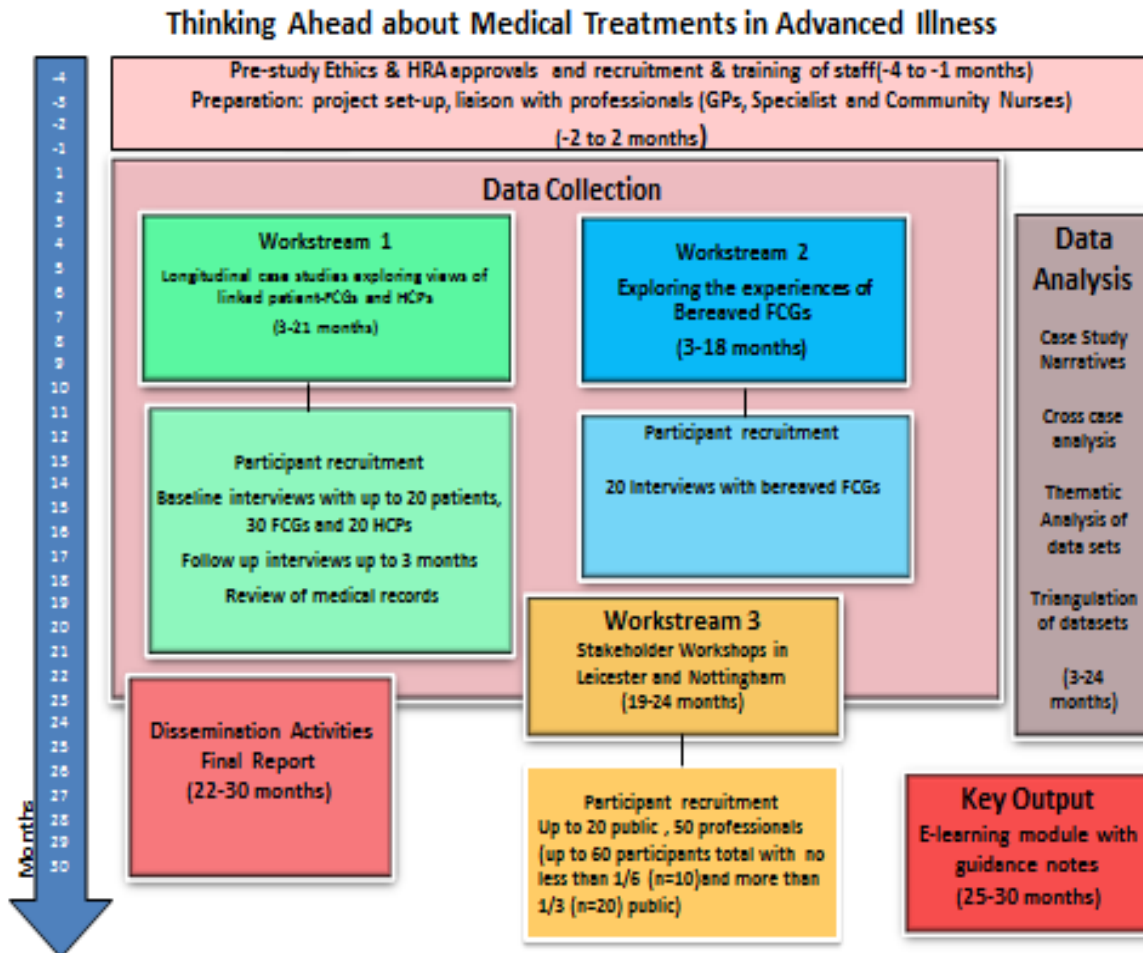 Thinking Ahead about Medical Treatments in Advanced Illness
Pre-study Ethics & HRA approvals and recruitment & training of staff(-4 to -1 months)
Preparation: project set-up, liaison with professionals (GPs, Specialist and Community Nurses)
(-2 to 2 months)
-4
-3
-2
-1
1
2
3
4
5
6
7
8
9
10
11
12
13
14
15
16
17
18
19
20
21
22
23
24
25
26
27
28
29
30
Months
Data Collection
Workstream 1
Longitudinal case studies exploring views of
linked patient-FCGs and HCPs
(3-21 months)
Participant recruitment
Baseline interviews with up to 20 patients,
30 FCGs and 20 HCPs
Follow up interviews up to 3 months
Review of medical records
Workstream 2
Exploring the experiences of
Bereaved FCGs
(3-18 months)
Participant recruitment
20 Interviews with bereaved FCGs
Workstream 3
Stakeholder Workshops in
Leicester and Nottingham
(19-24 months)
Participant recruitment
Up to 20 public , 50 professionals
(up to 60 participants total with no
less than 1/6 (n=10)and more than
1/3 (n=20) public)
Data
Analysis
Case Study
Narratives
Cross case
analysis
Thematic
Analysis of
data sets
Triangulation
of datasets
(3-24
months)
Dissemination Activities
Final Report
(22-30 months)
Key Output
E-learning module with
guidance notes
(25-30 months)